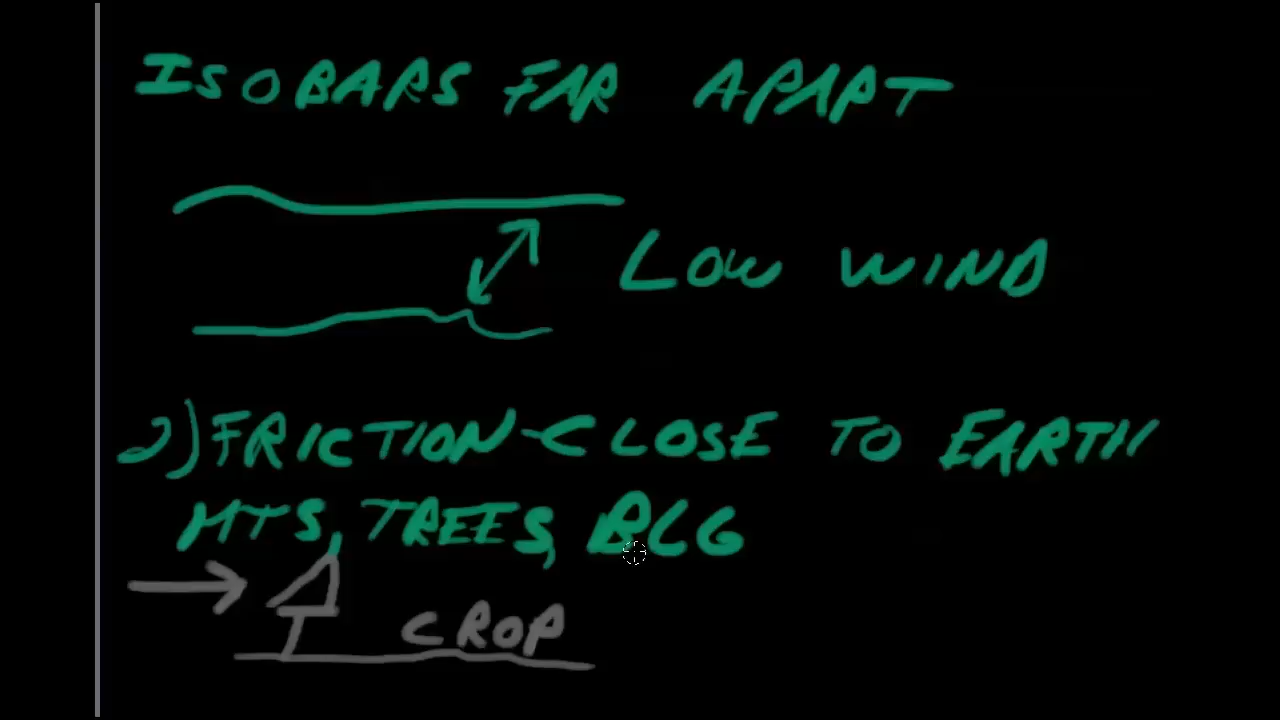 ISOBARS FAR APART
LOW WIND
2) FRICTION - CLOSE TO EARTH
MTS, TREES, BLG
CROP